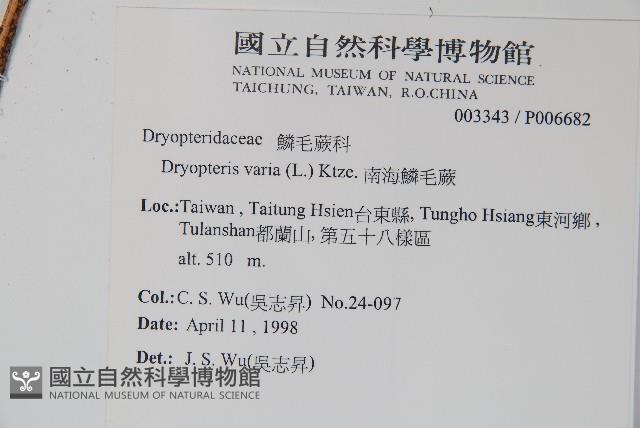 國立自然科學博物館
NATIONAL MUSEUM OF NATURAL SCIENCE
TAICHUNG, TAIWAN, R.O.CHINA
003343 / P006682
Dryopteridaceae 鱗毛蕨科
Dryopteris varia (L.) Ktze. 南海鱗毛蕨
Loc.:Taiwan , Taitung Hsien台東縣, Tungho Hsiang東河鄉 ,
Tulanshan都蘭山, 第五十八樣區
alt. 510 m.
Col.:C. S. Wu(吳志昇) No.24-097
Date: April 11 , 1998
Det.: J. S. Wu(吳志昇)
國立自然科學博物館
NATIONAL MUSEUM OF NATURAL SCIENCE